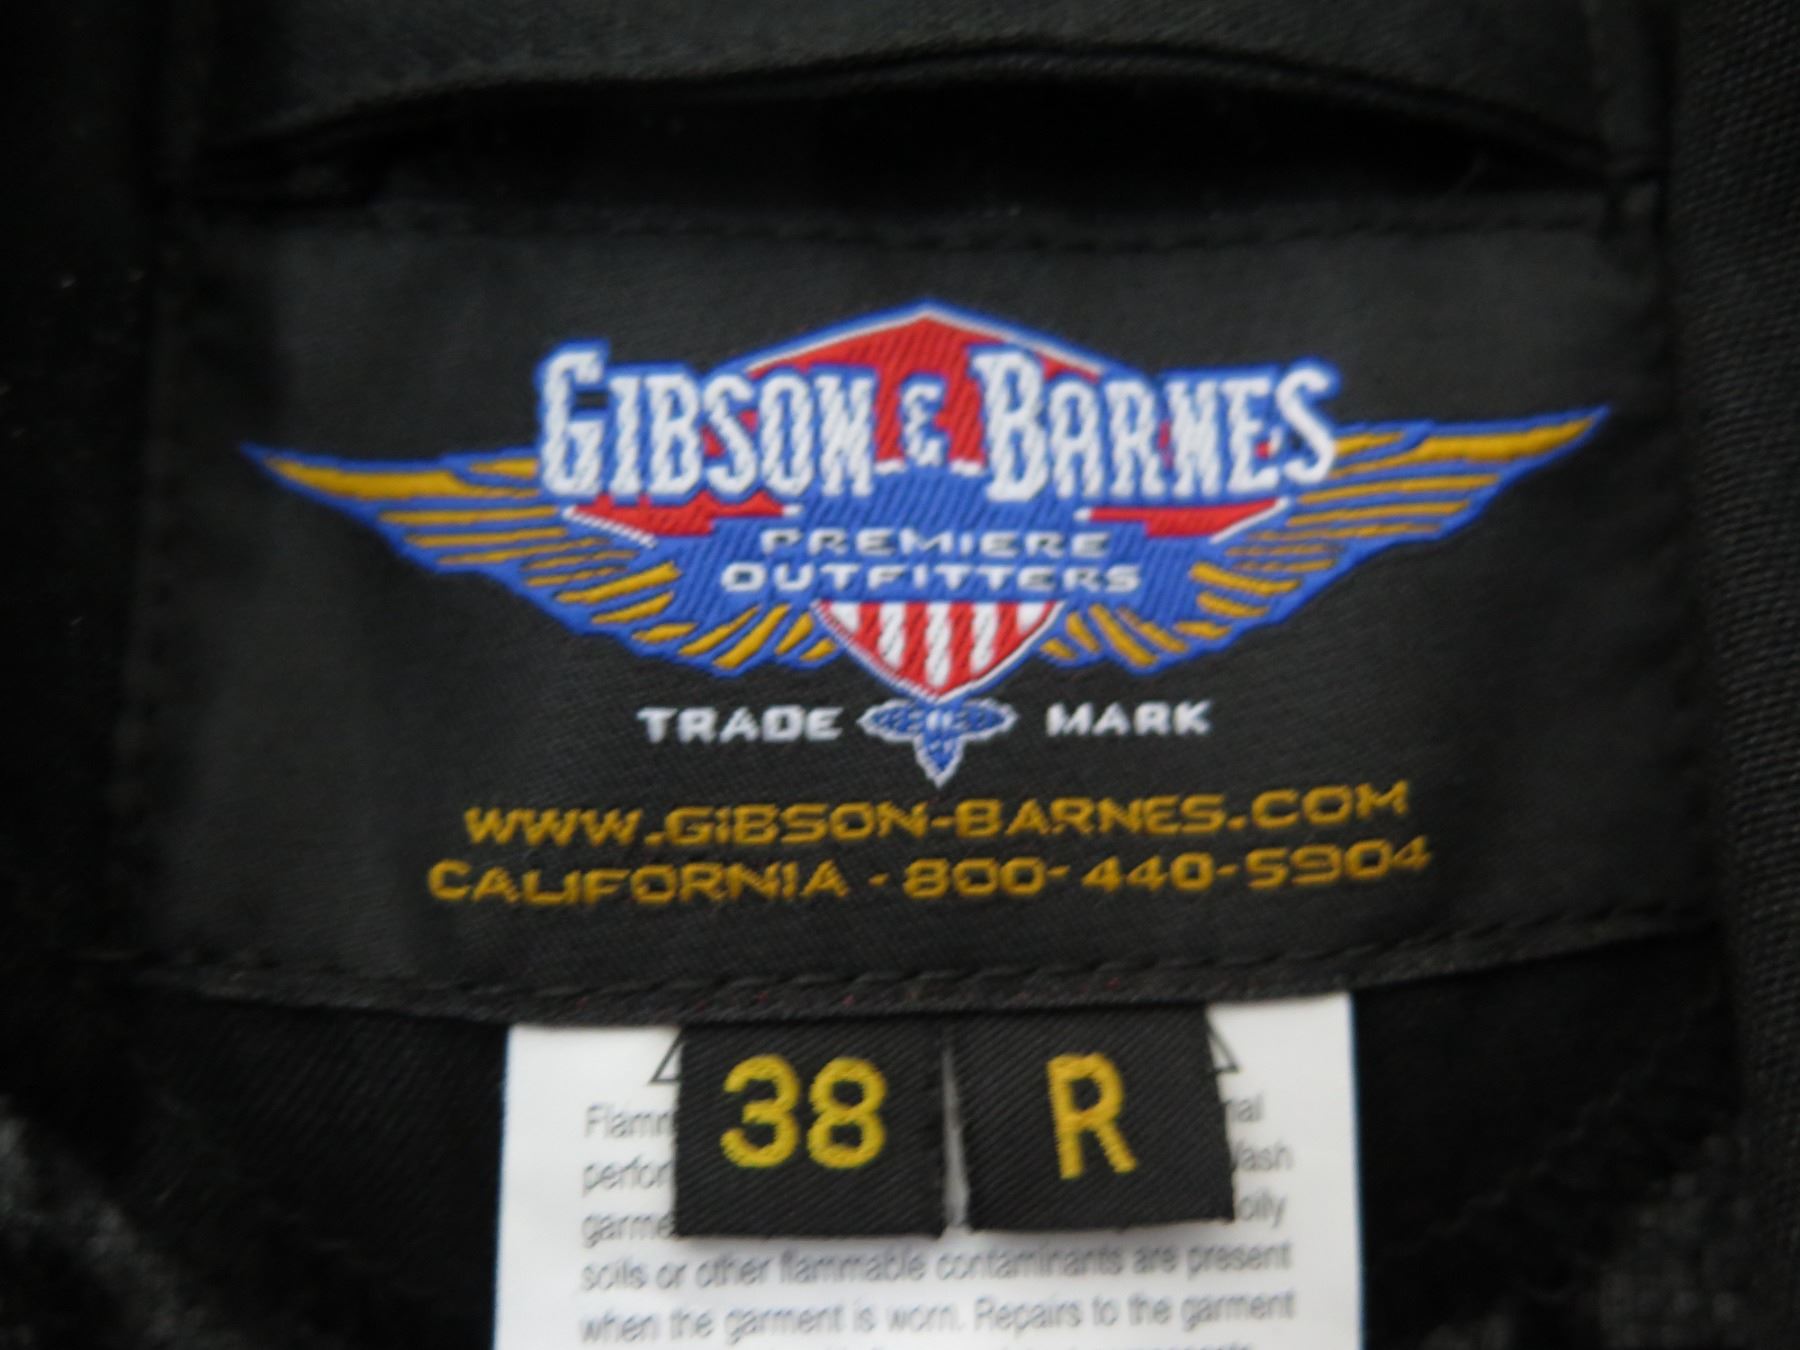 GIBSON & BARNES
PREMIERE
OUTFITTERS
TRADE MARK
WWW.GIBSON-BARNES.COM
CALIFORNIA - 800-440-5904
38 R
soils or other flammable contaminants are present
when the garment is worn. Repairs to the garment